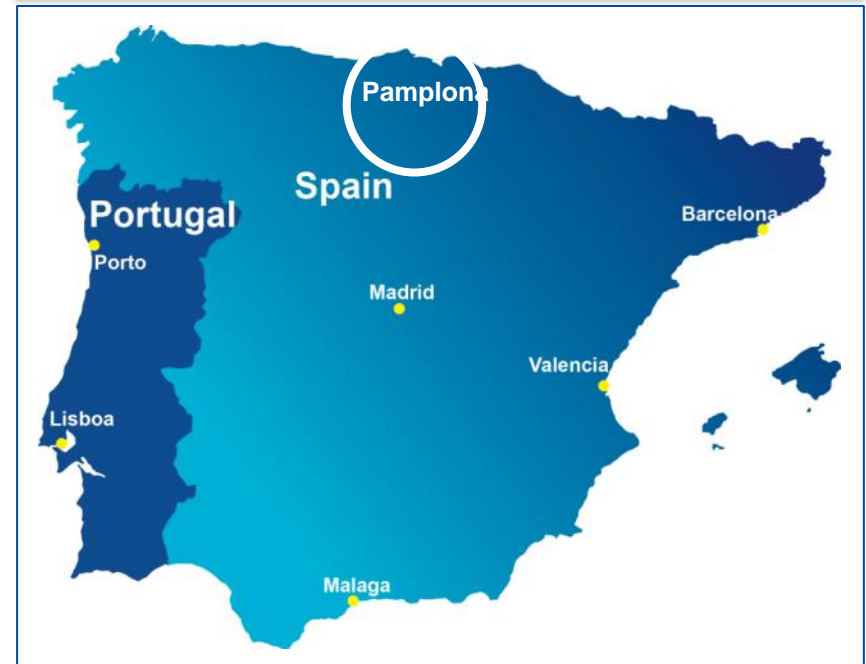 Pamplona
Spain
Portugal
Barcelona
Porto
Madrid
Valencia
Lisboa
Malaga